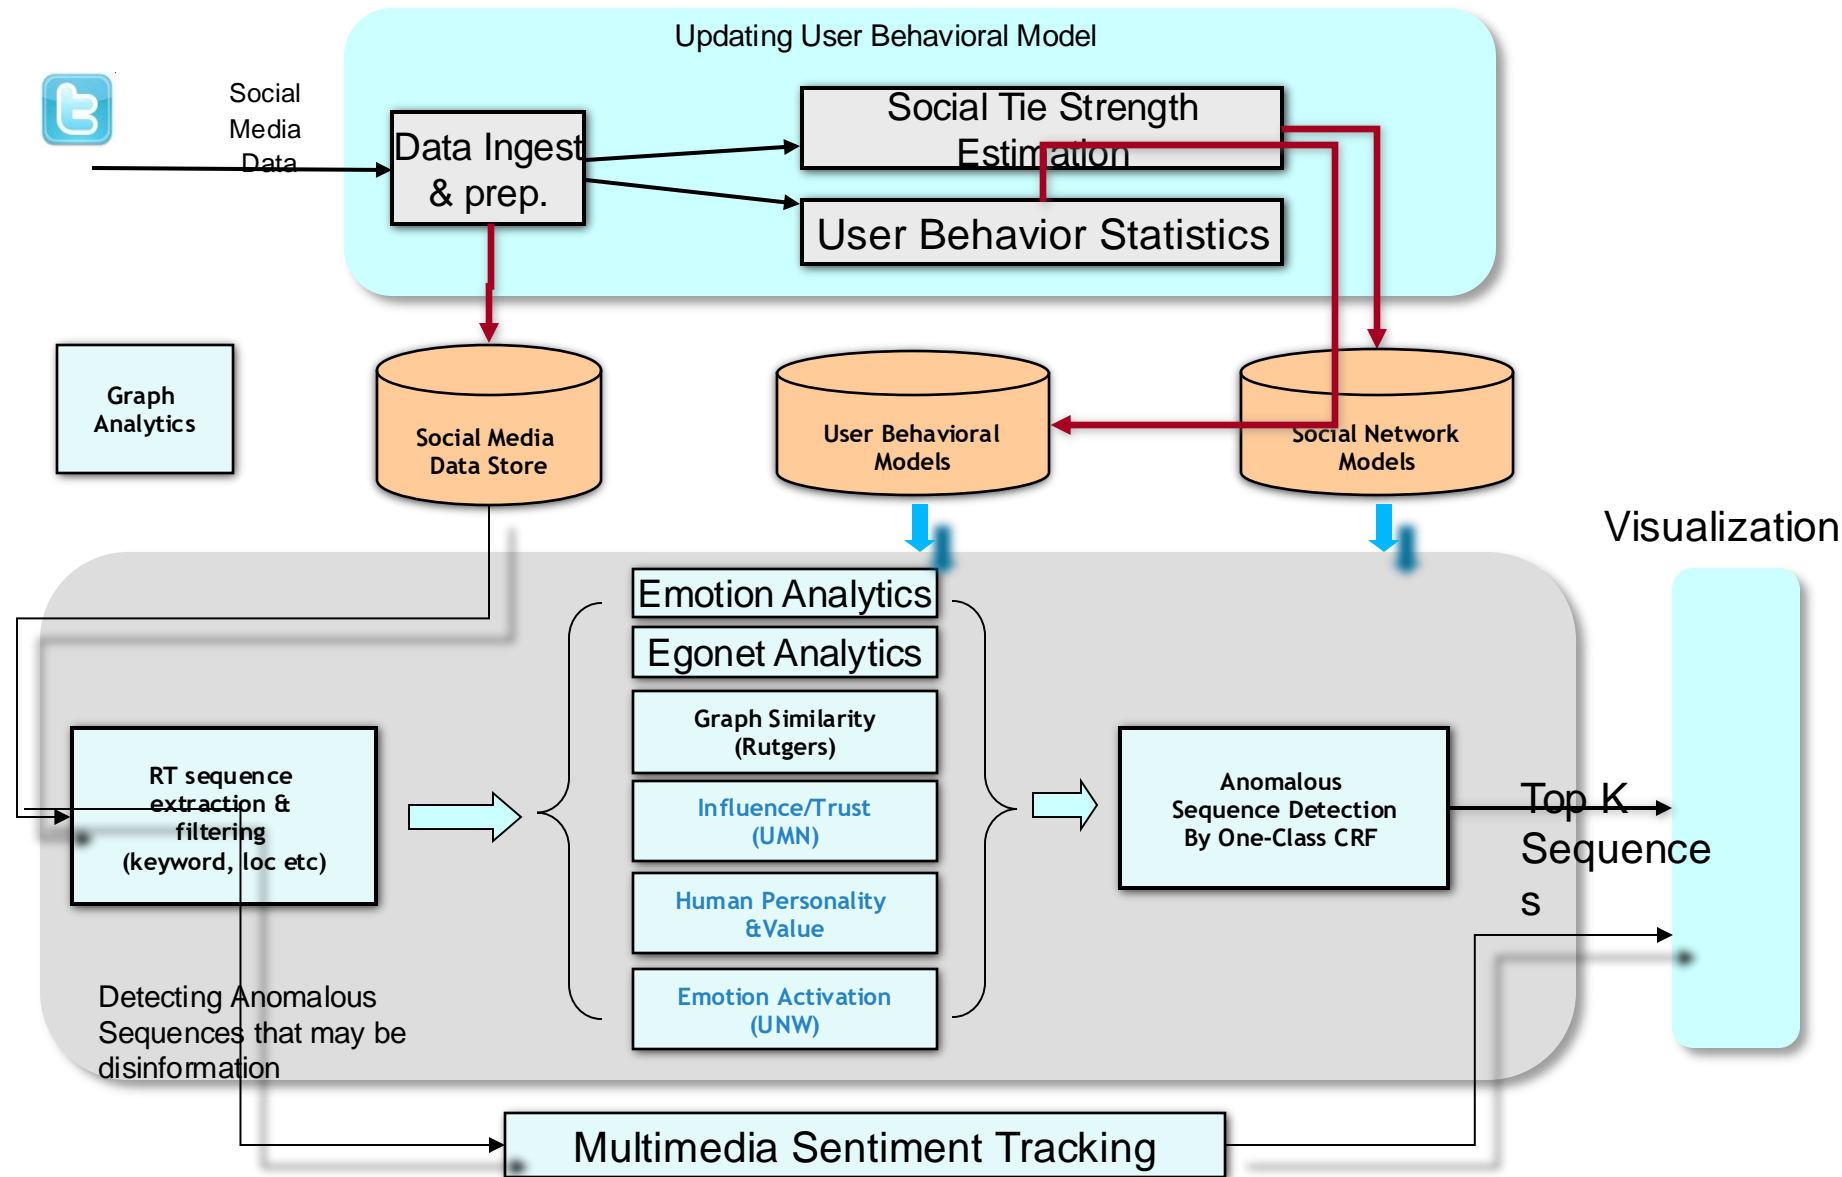 Updating User Behavioral Model
Social
Media
Data
Data Ingest
& prep.
Social Tie Strength
Estimation
User Behavior Statistics
Graph
Analytics
Social Media
Data Store
User Behavioral
Models
Social Network
Models
Visualization
Emotion Analytics
Egonet Analytics
Graph Similarity
(Rutgers)
Influence/Trust
(UMN)
Human Personality
&Value
Emotion Activation
(UNW)
RT sequence
extraction &
filtering
(keyword, loc etc)
Anomalous
Sequence Detection
By One-Class CRF
Top K
Sequence
s
Detecting Anomalous
Sequences that may be
disinformation
Multimedia Sentiment Tracking